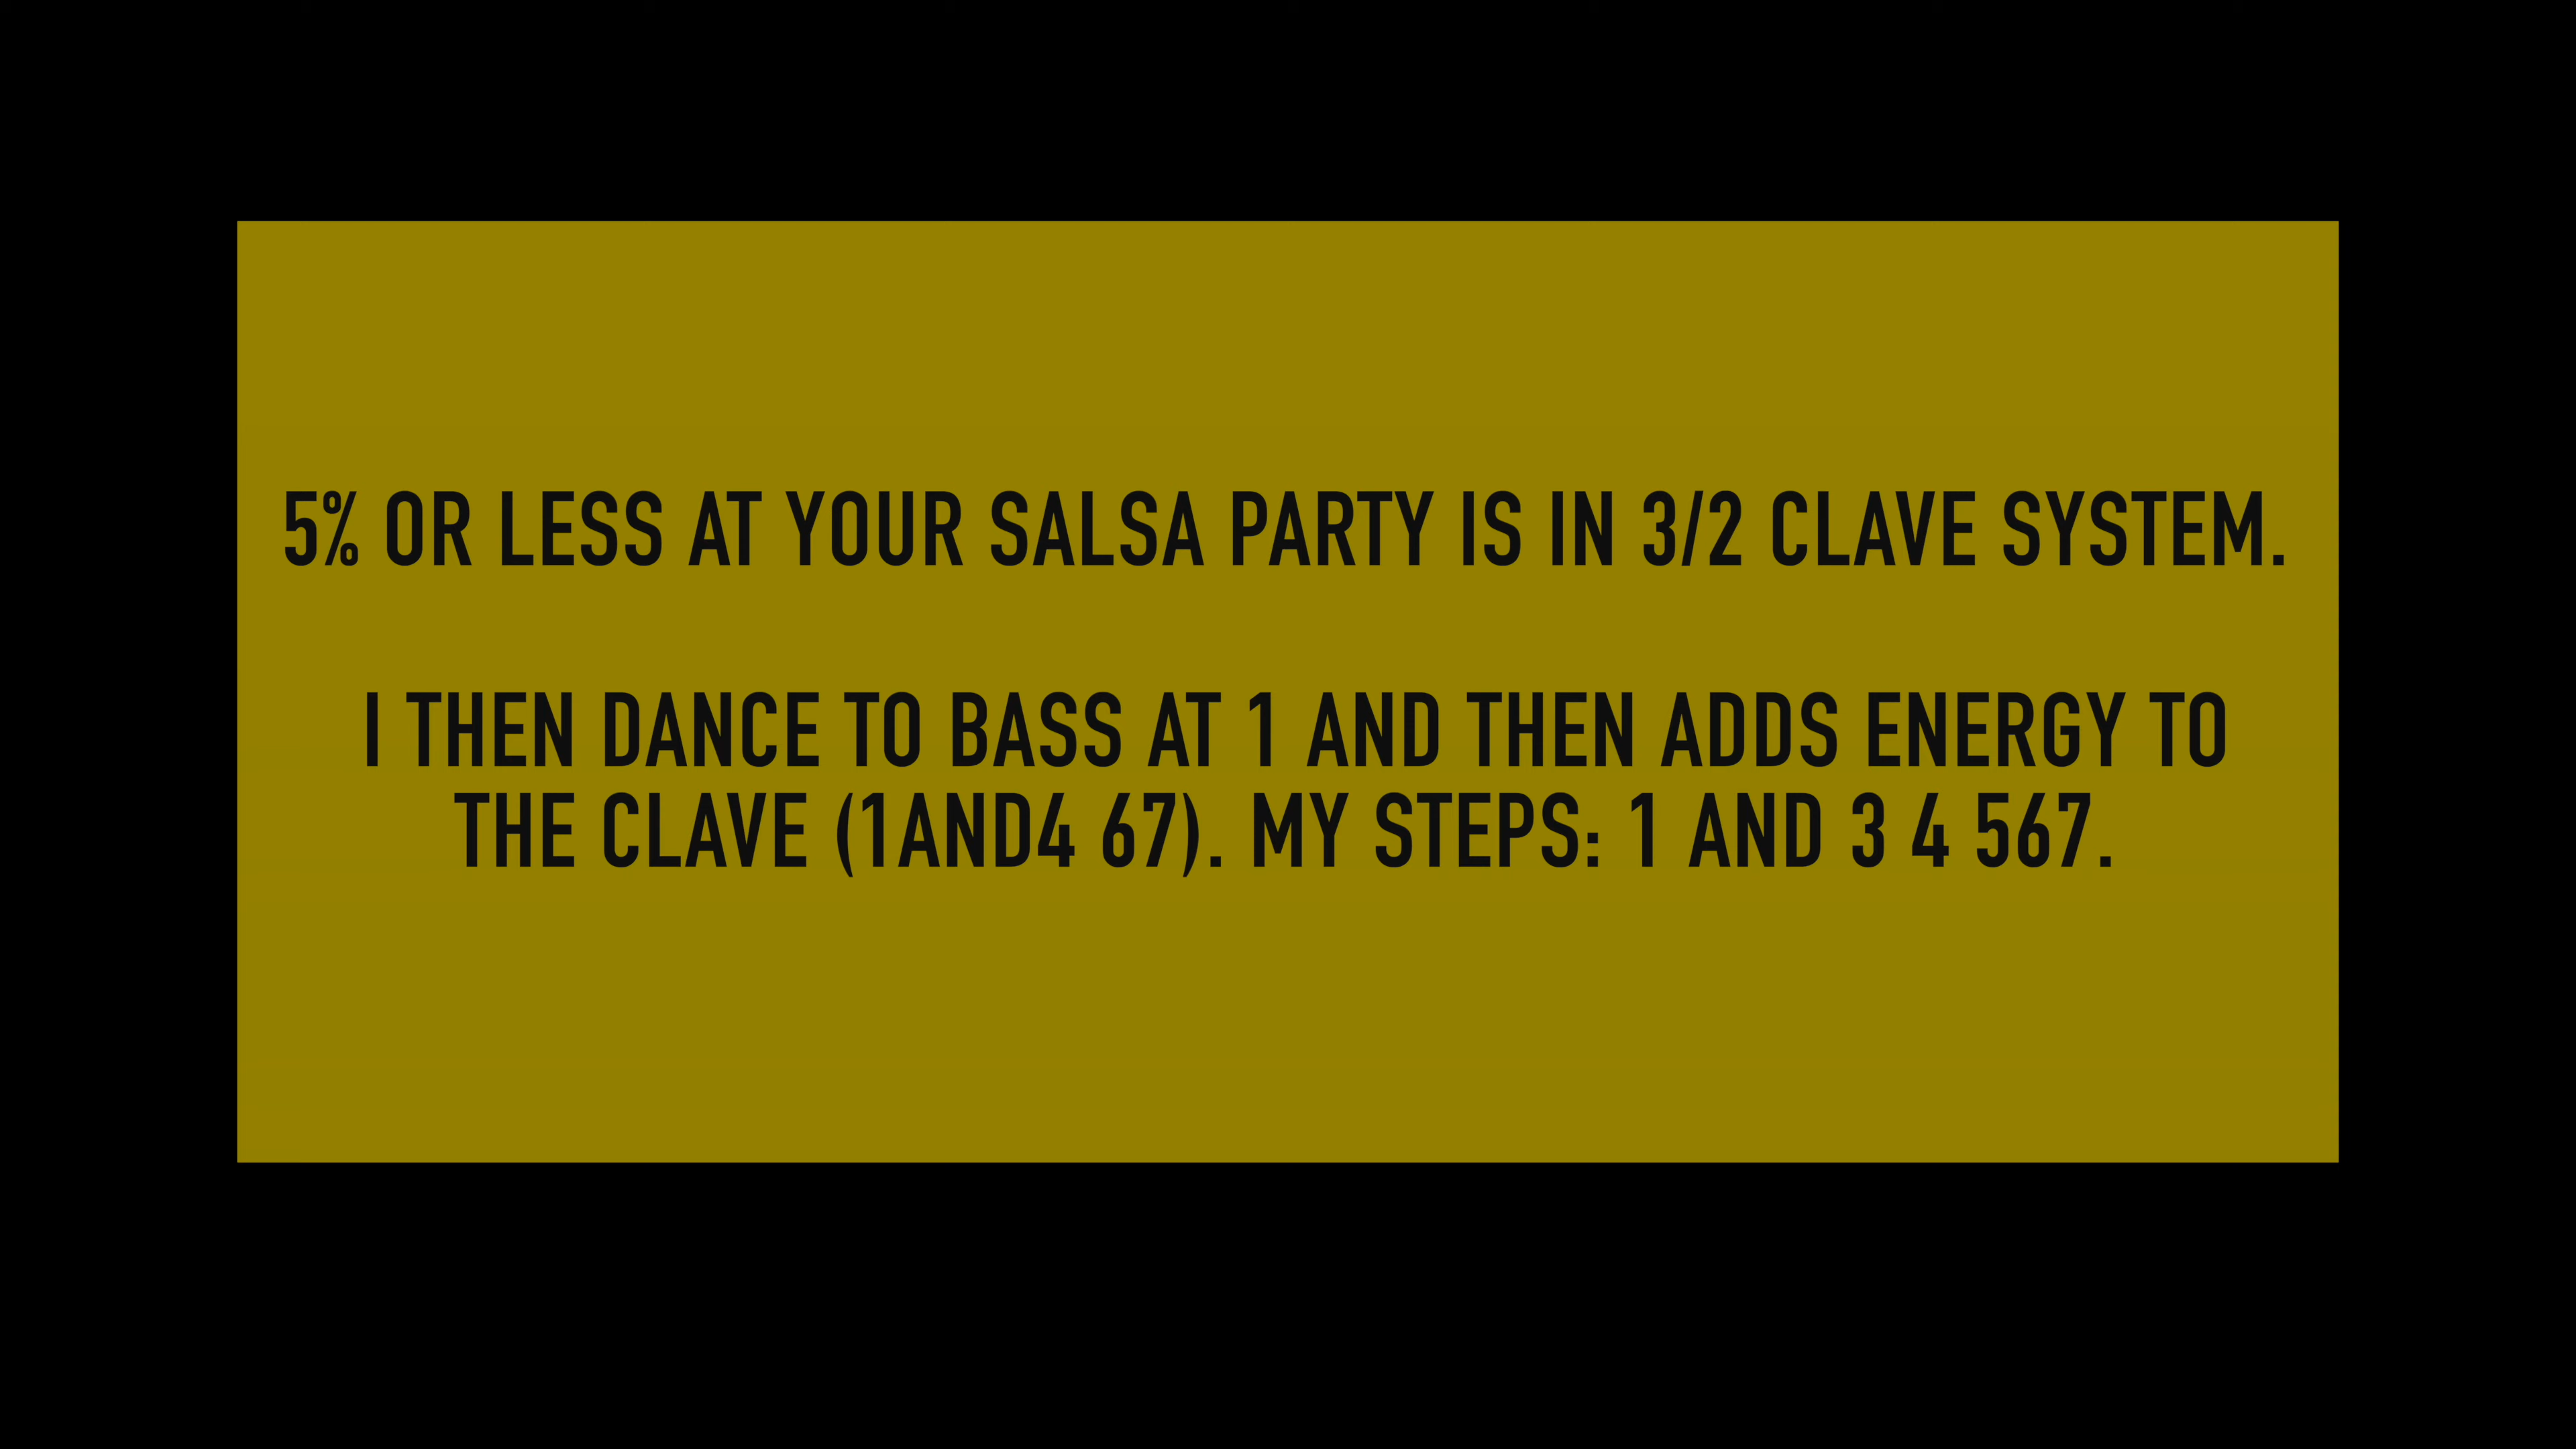 5% OR LESS AT YOUR SALSA PARTY IS IN 3/2 CLAVE SYSTEM.
I THEN DANCE TO BASS AT 1 AND THEN ADDS ENERGY TO
THE CLAVE (1AND4 67). MY STEPS: 1 AND 3 4 567.